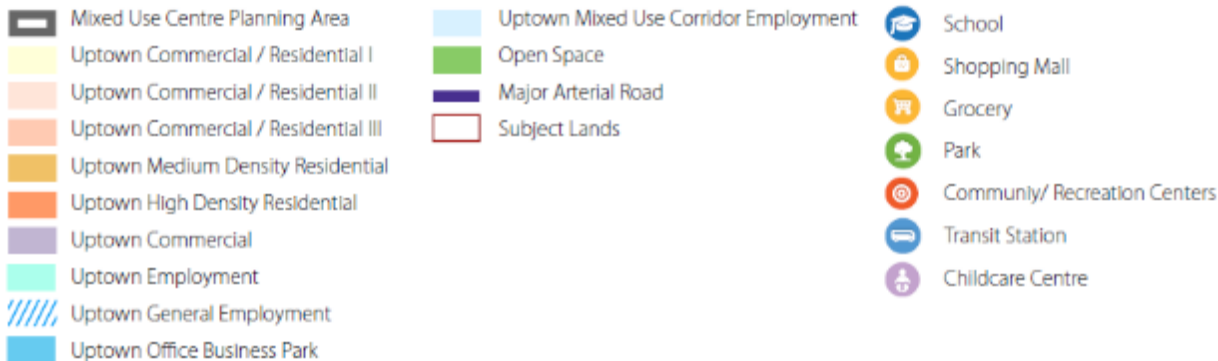 Mixed Use Centre Planning Area
Uptown Commercial / Residential I
Uptown Commercial / Residential II
Uptown Commercial / Residential III
Uptown Medium Density Residential
Uptown High Density Residential
Uptown Commercial
Uptown Employment
Uptown General Employment
Uptown Office Business Park
Uptown Mixed Use Corridor Employment
Open Space
Major Arterial Road
Subject Lands
School
Shopping Mall
Grocery
Park
Communly/ Recreation Centers
Transit Station
Childcare Centre